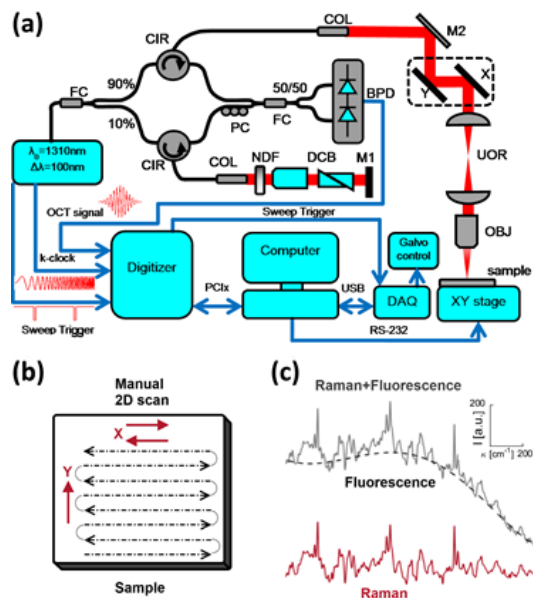 (a)
COL
M2
CIR
X
Y
FC
90%
50/50
BPD
10%
PC
FC
UOR
λ0=1310nm
Δλ=100nm
CIR
COL
NDF
DCB
M1
OCT signal
Sweep Trigger
OBJ
k-clock
Digitizer
Computer
Galvo
control
sample
PCIx
USB
DAQ
XY stage
Sweep Trigger
RS-232
(b)
Manual
2D scan
X
Y
Sample
(c)
Raman+Fluorescence
200
I [a.u.]
κ [cm-1] 200
Fluorescence
Raman